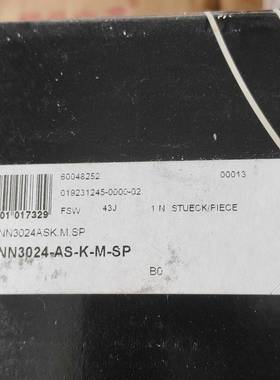 60048252 00013
019231245-0000-02
01 017329 FSW 43J 1 N STUECK/PIECE
NN3024ASK.M.SP
NN3024-AS-K-M-SP
B0